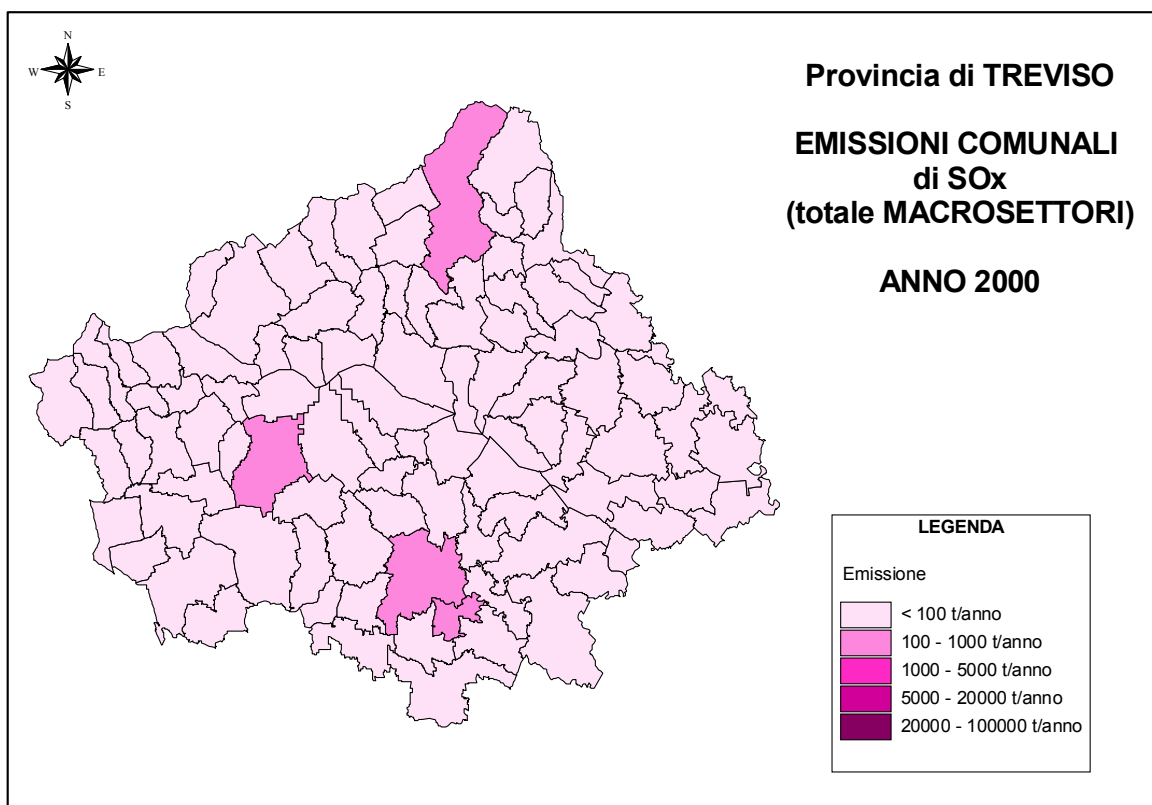 N
W E
S
Provincia di TREVISO
EMISSIONI COMUNALI
di SOx
(totale MACROSETTORI)
ANNO 2000
LEGENDA
Emissione
< 100 t/anno
100 - 1000 t/anno
1000 - 5000 t/anno
5000 - 20000 t/anno
20000 - 100000 t/anno